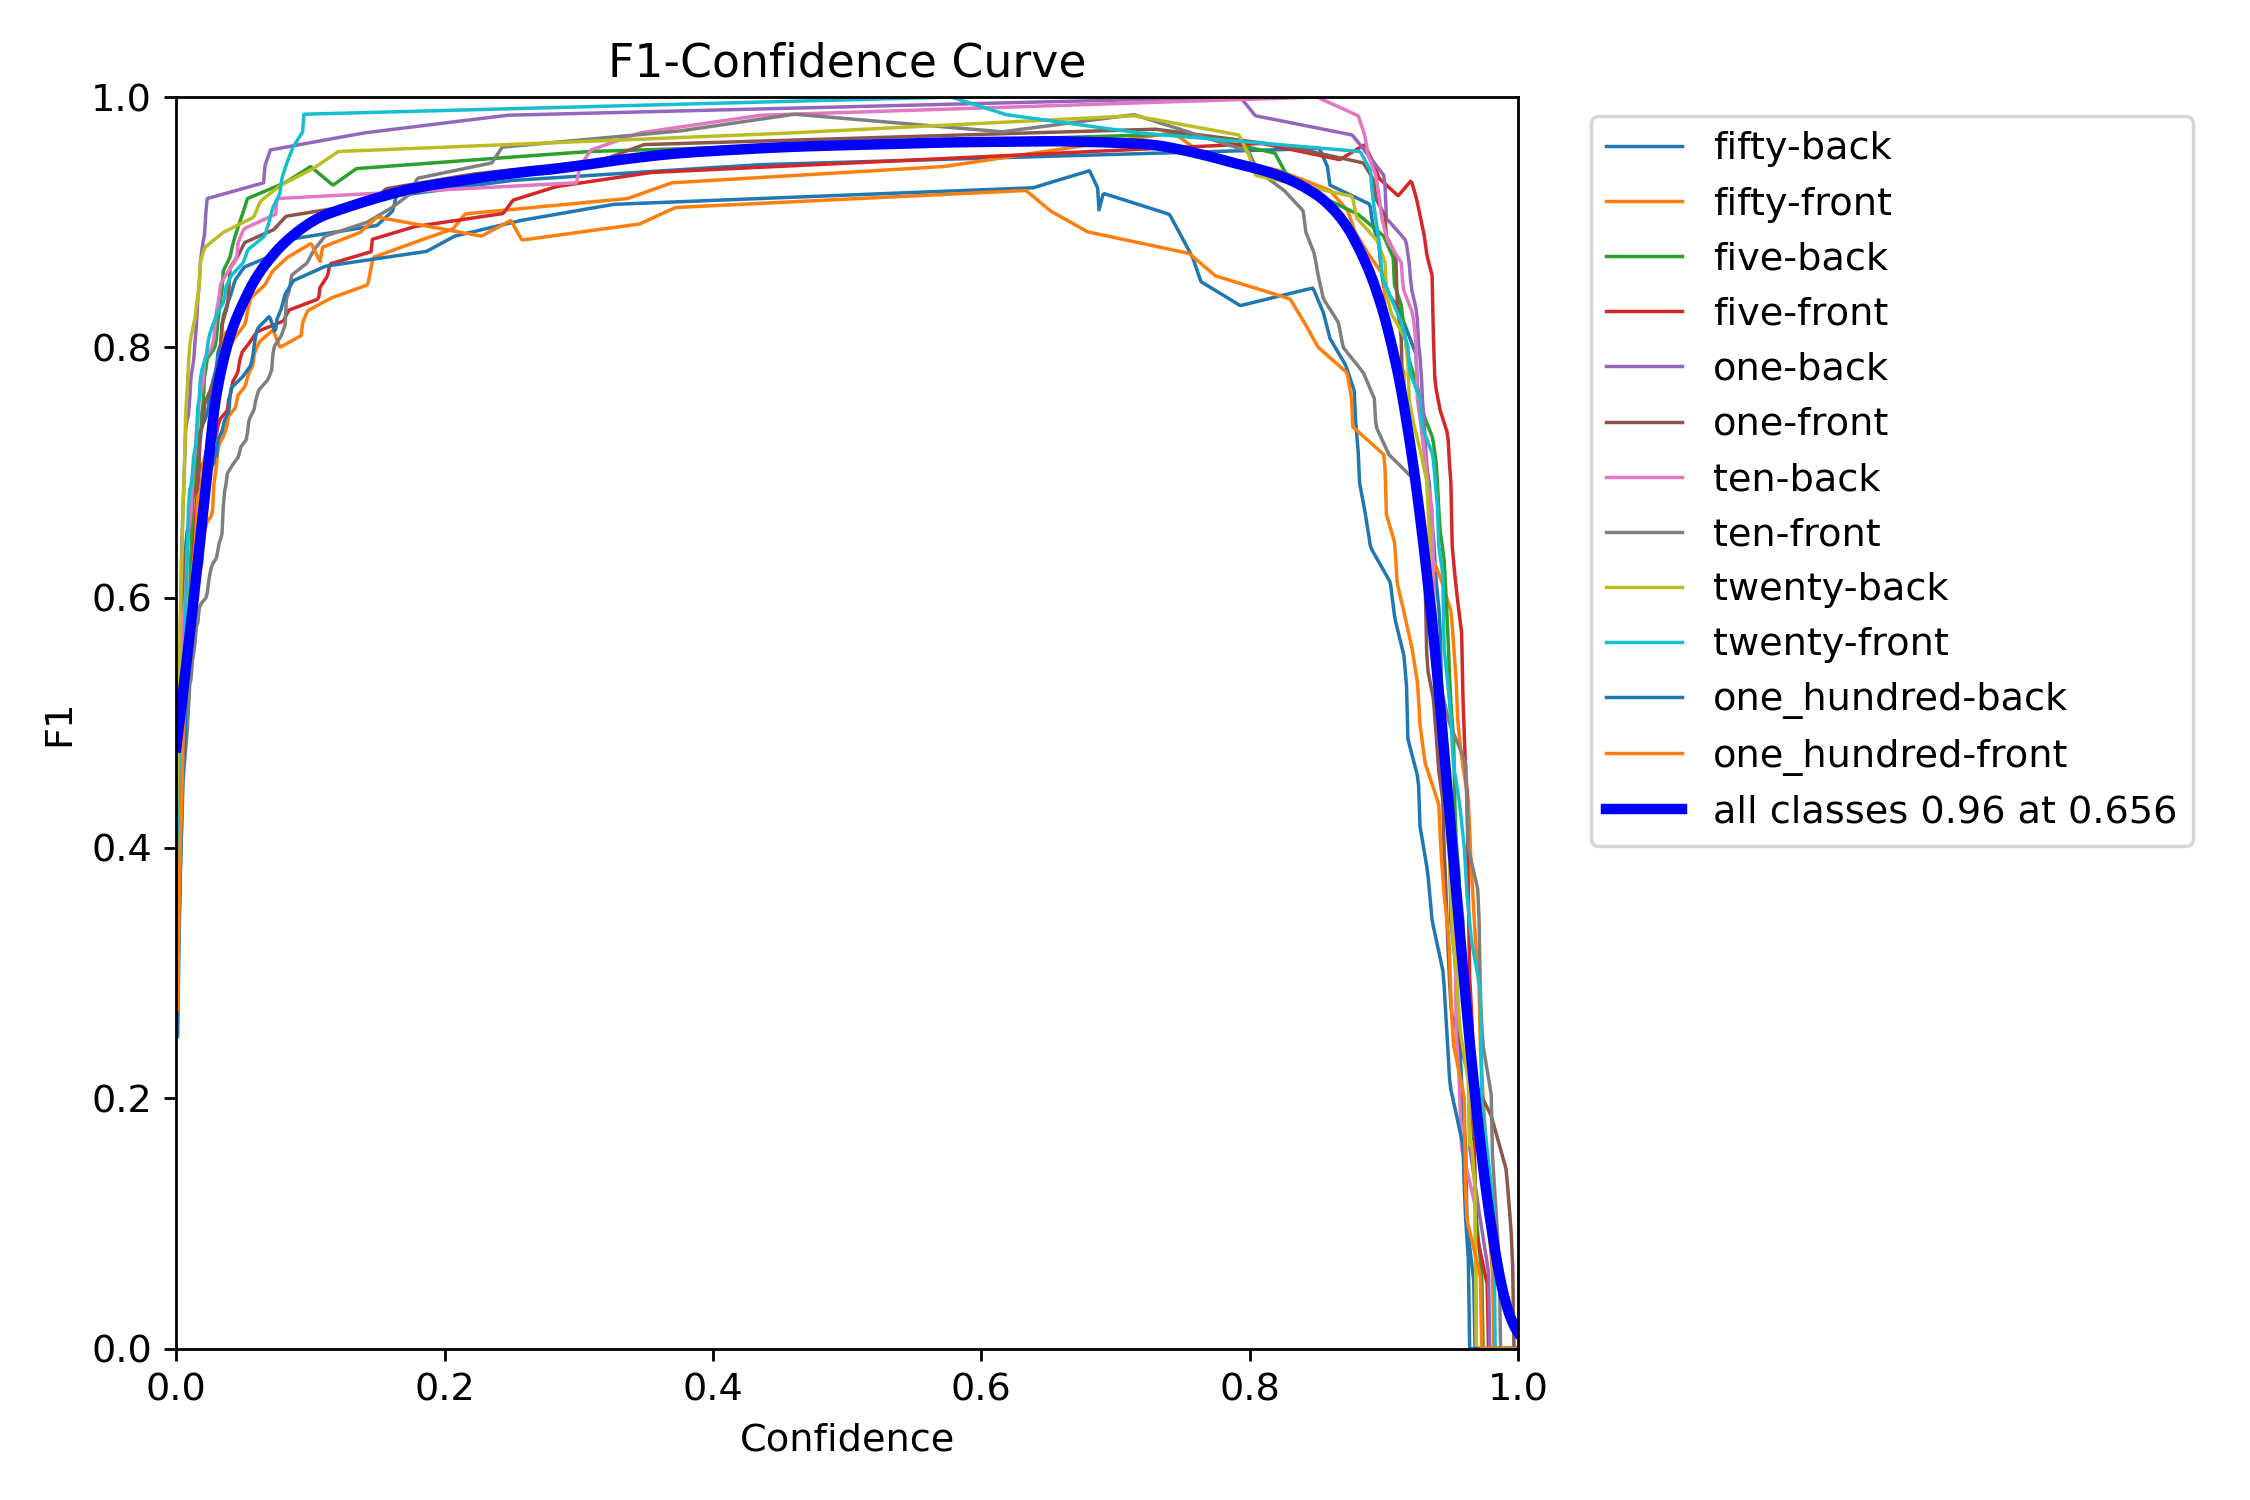 F1-Confidence Curve
1.0
0.8
0.6
0.4
0.2
0.0
F1
0.0 0.2 0.4 0.6 0.8 1.0
Confidence
fifty-back
fifty-front
five-back
five-front
one-back
one-front
ten-back
ten-front
twenty-back
twenty-front
one_hundred-back
one_hundred-front
all classes 0.96 at 0.656